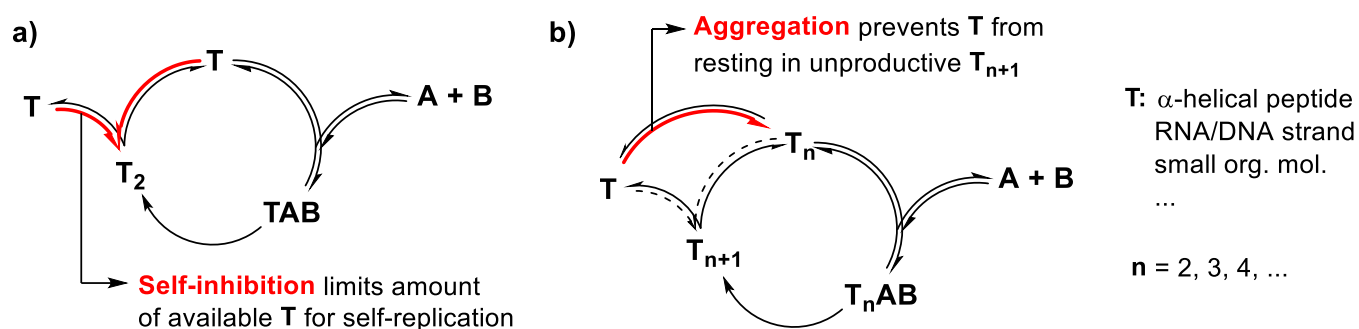 a)
T
T
A + B
T₂
TAB
Self-inhibition limits amount
of available T for self-replication
b)
Aggregation prevents T from
resting in unproductive Tₙ₊₁
Tₙ
T
A + B
Tₙ₊₁
TₙAB
T: α-helical peptide
RNA/DNA strand
small org. mol.
...
n = 2, 3, 4, ...